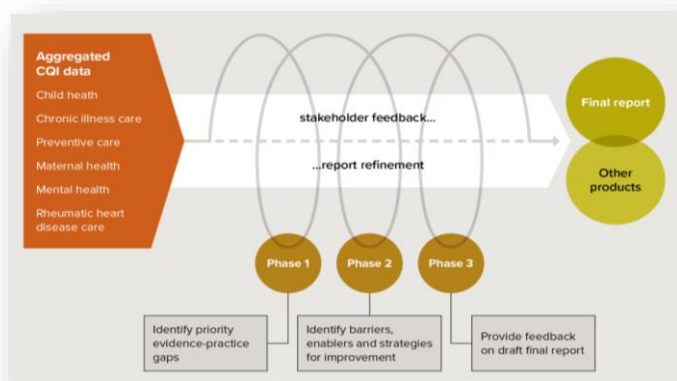 Aggregated
CQI data
Child heath
Chronic illness care
Preventive care
Maternal health
Mental health
Rheumatic heart
disease care
stakeholder feedback...
...report refinement
Final report
Other
products
Phase 1
Phase 2
Phase 3
Identify priority
evidence-practice
gaps
Identify barriers,
enablers and strategies
for improvement
Provide feedback
on draft final report